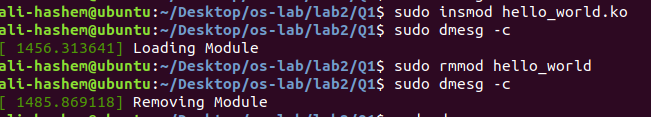 ali-hashem@ubuntu:~/Desktop/os-lab/lab2/Q1$ sudo insmod hello_world.ko
ali-hashem@ubuntu:~/Desktop/os-lab/lab2/Q1$ sudo dmesg -c
[ 1456.313641] Loading Module
ali-hashem@ubuntu:~/Desktop/os-lab/lab2/Q1$ sudo rmmod hello_world
ali-hashem@ubuntu:~/Desktop/os-lab/lab2/Q1$ sudo dmesg -c
[ 1485.869118] Removing Module